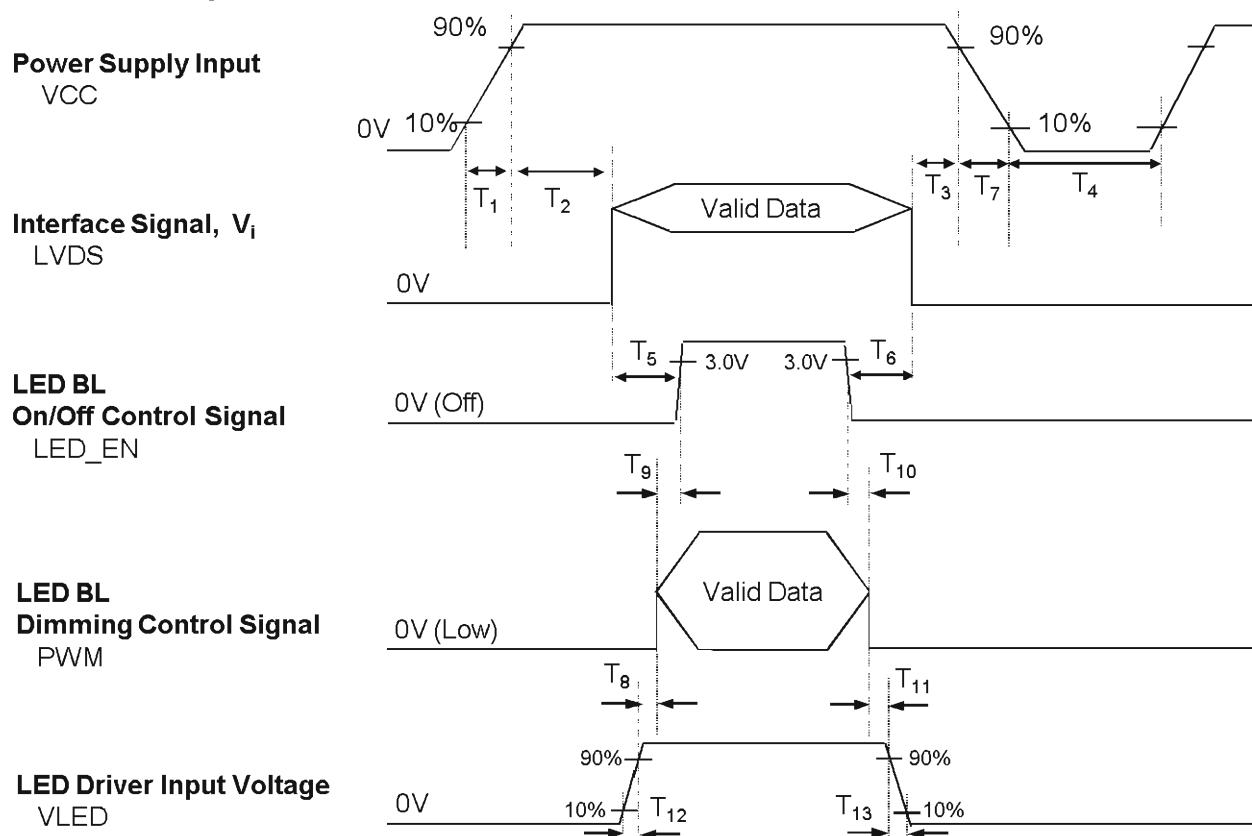 90%
90%
Power Supply Input
VCC
0V
10%
10%
T1
T2
T3
T7
T4
Valid Data
Interface Signal, Vi
LVDS
0V
T5
3.0V
3.0V
T6
LED BL
On/Off Control Signal
LED_EN
0V (Off)
T9
T10
LED BL
Dimming Control Signal
PWM
Valid Data
0V (Low)
T8
T11
90%
90%
LED Driver Input Voltage
VLED
0V
10%
T12
T13
10%